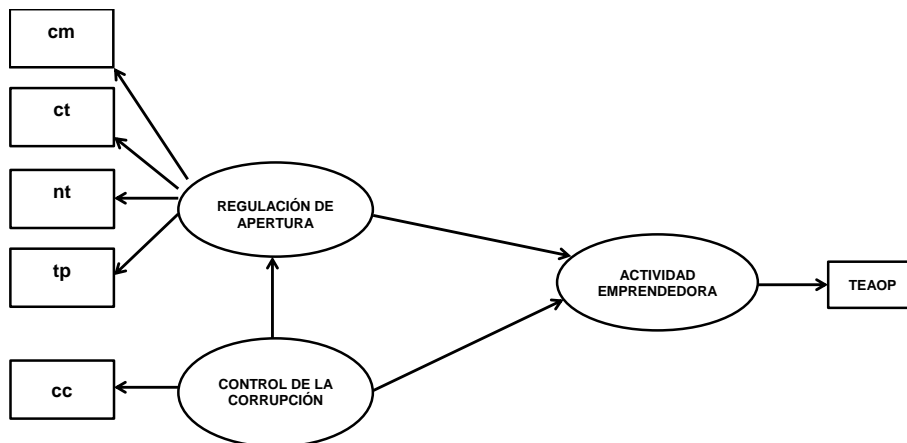 cm
ct
nt
tp
cc
REGULACIÓN DE
APERTURA
CONTROL DE LA
CORRUPCIÓN
ACTIVIDAD
EMPRENDEDORA
TEAOP